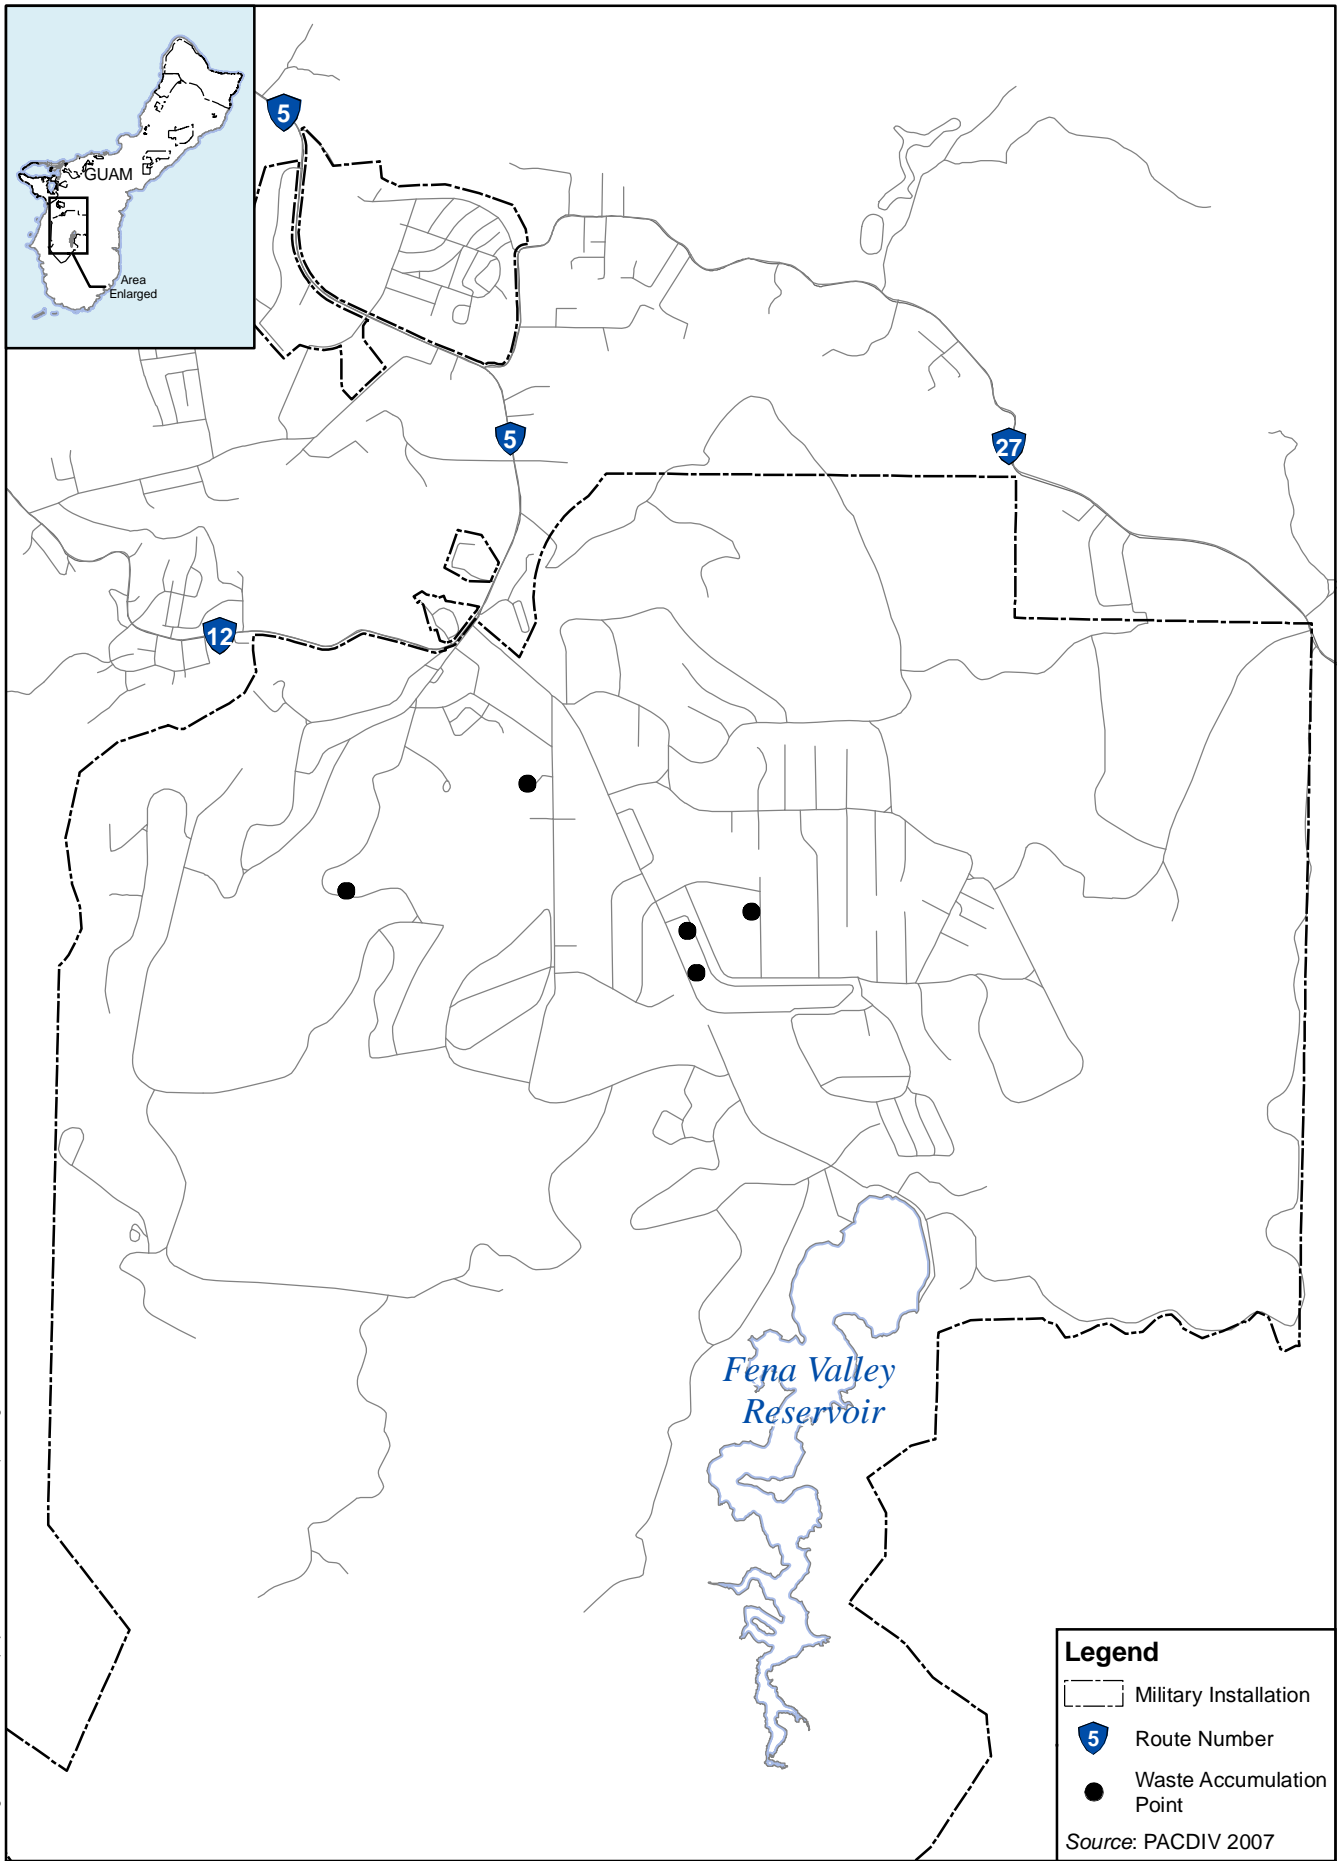 GUAM
Area
Enlarged
5
5
27
12
Fena Valley
Reservoir
Legend
Military Installation
5 Route Number
Waste Accumulation
Point
Source: PACDIV 2007